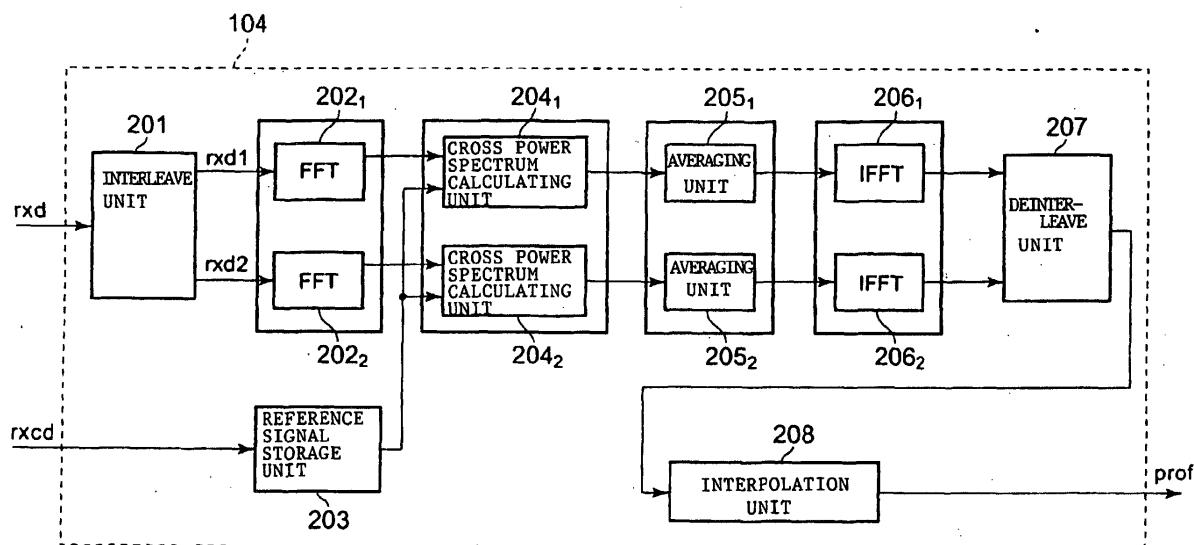 104
201
INTERLEAVE
UNIT
rxd
rxd1
rxd2
202₁
FFT
FFT
202₂
204₁
CROSS POWER
SPECTRUM
CALCULATING
UNIT
CROSS POWER
SPECTRUM
CALCULATING
UNIT
204₂
205₁
AVERAGING
UNIT
AVERAGING
UNIT
205₂
206₁
IFFT
IFFT
206₂
207
DEINTER-
LEAVE
UNIT
rxcd
REFERENCE
SIGNAL
STORAGE
UNIT
203
208
INTERPOLATION
UNIT
prof